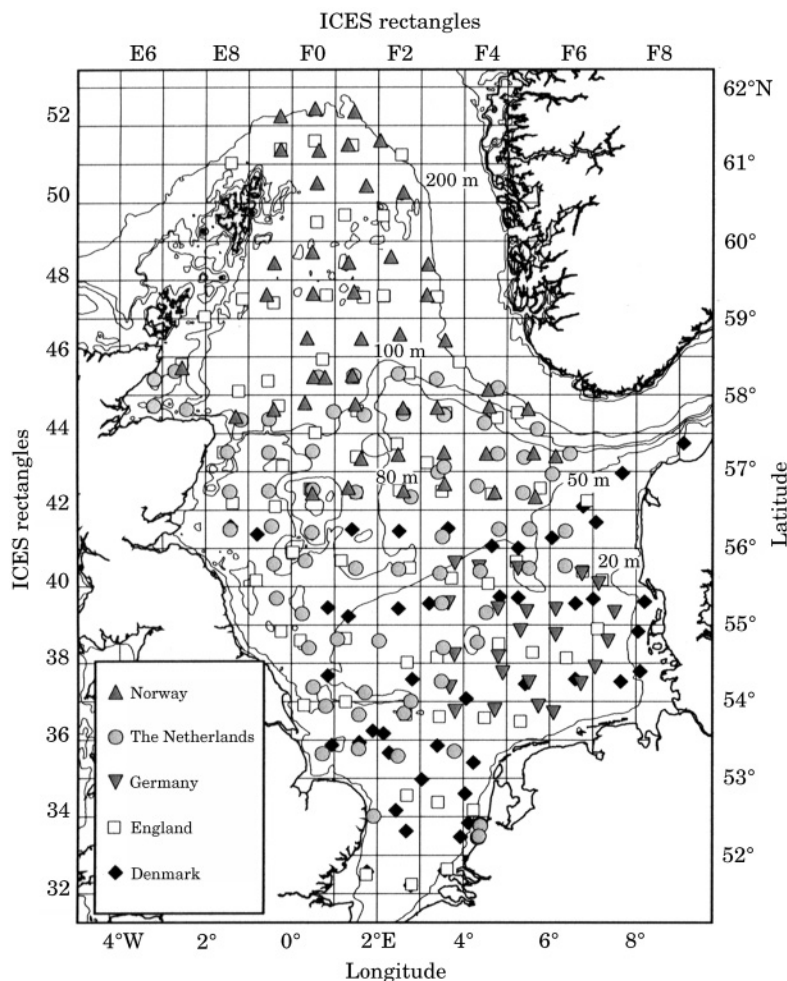 ICES rectangles
E6 E8 F0 F2 F4 F6 F8
62°N
52
61°
200 m
50
60°
48
59°
46
100 m
58°
44
57°
50 m
80 m
42
56°
20 m
40
55°
38
54°
36
53°
34
52°
32
ICES rectangles
Latitude
Norway
The Netherlands
Germany
England
Denmark
4°W 2° 0° 2°E 4° 6° 8°
Longitude